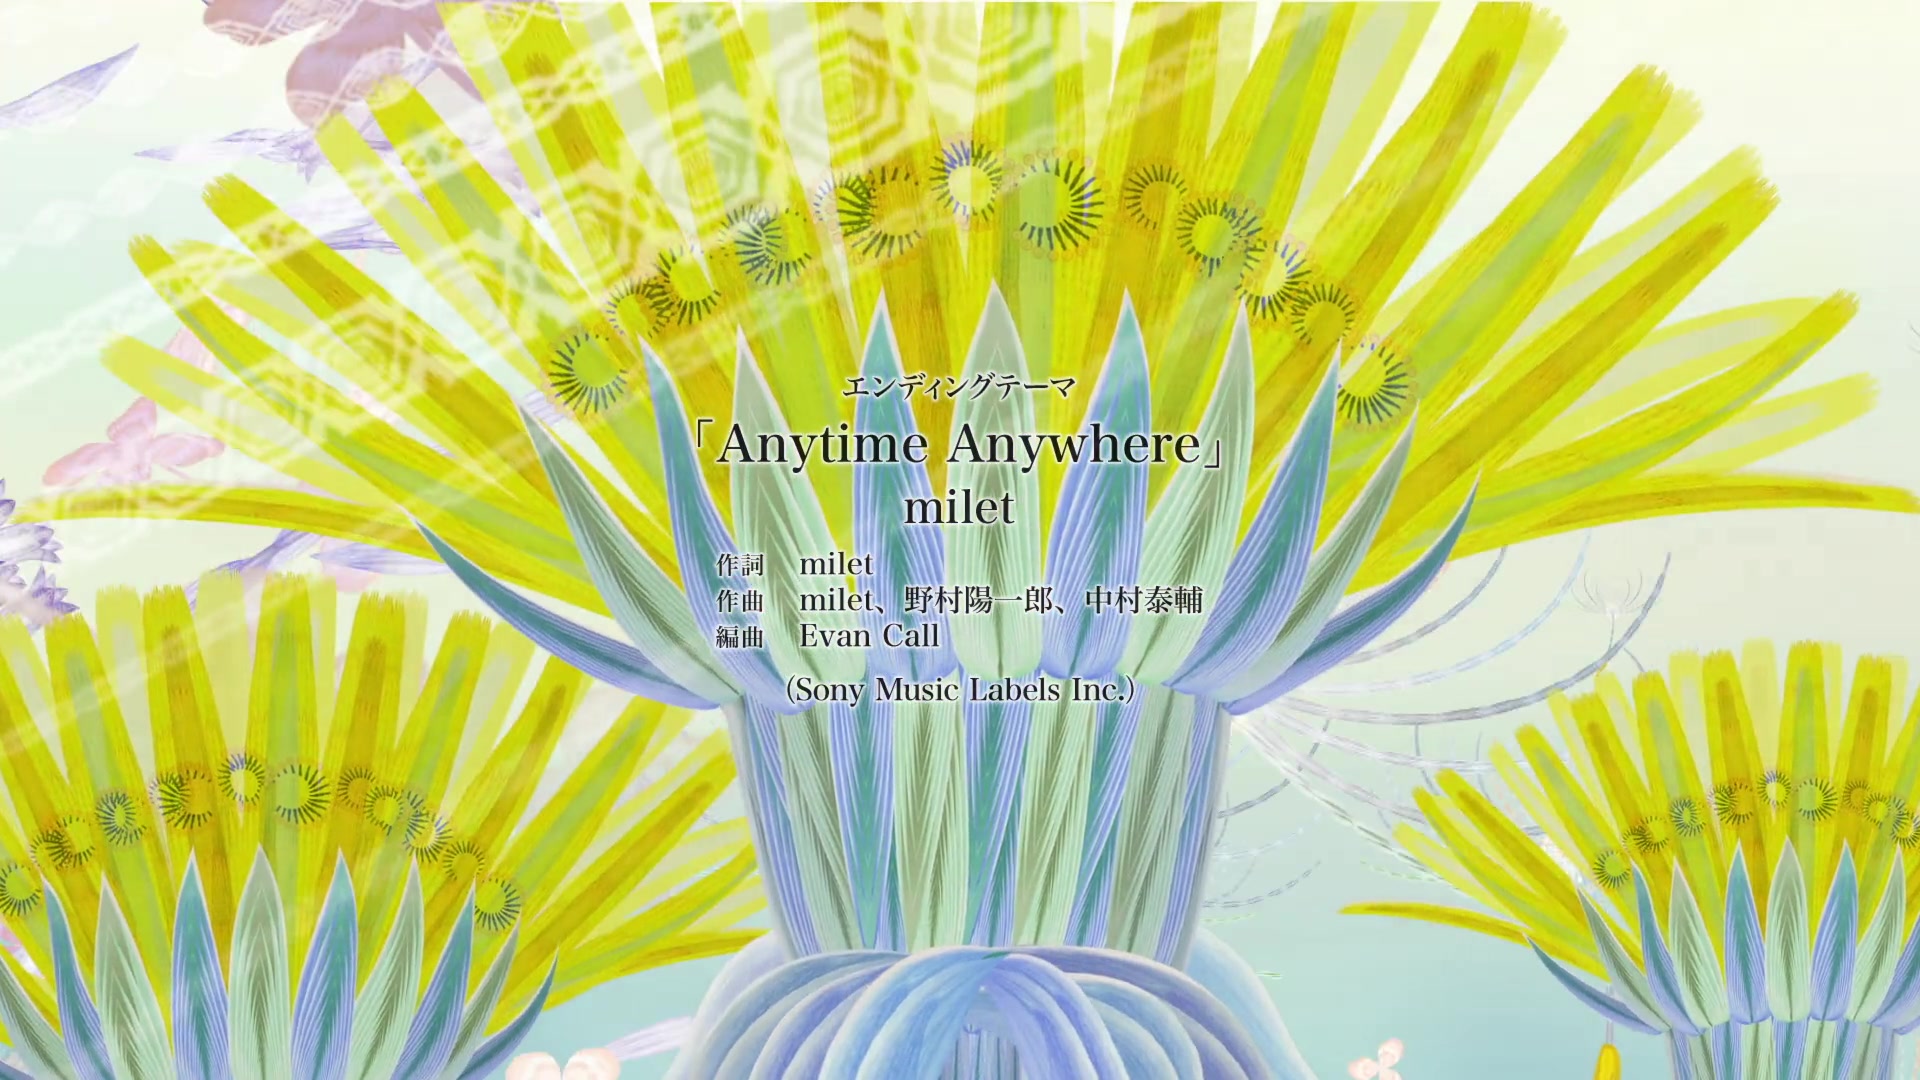 エンディングテーマ
「Anytime Anywhere」
milet
作詞 milet
作曲 milet、野村陽一郎、中村泰輔
編曲 Evan Call
(Sony Music Labels Inc.)